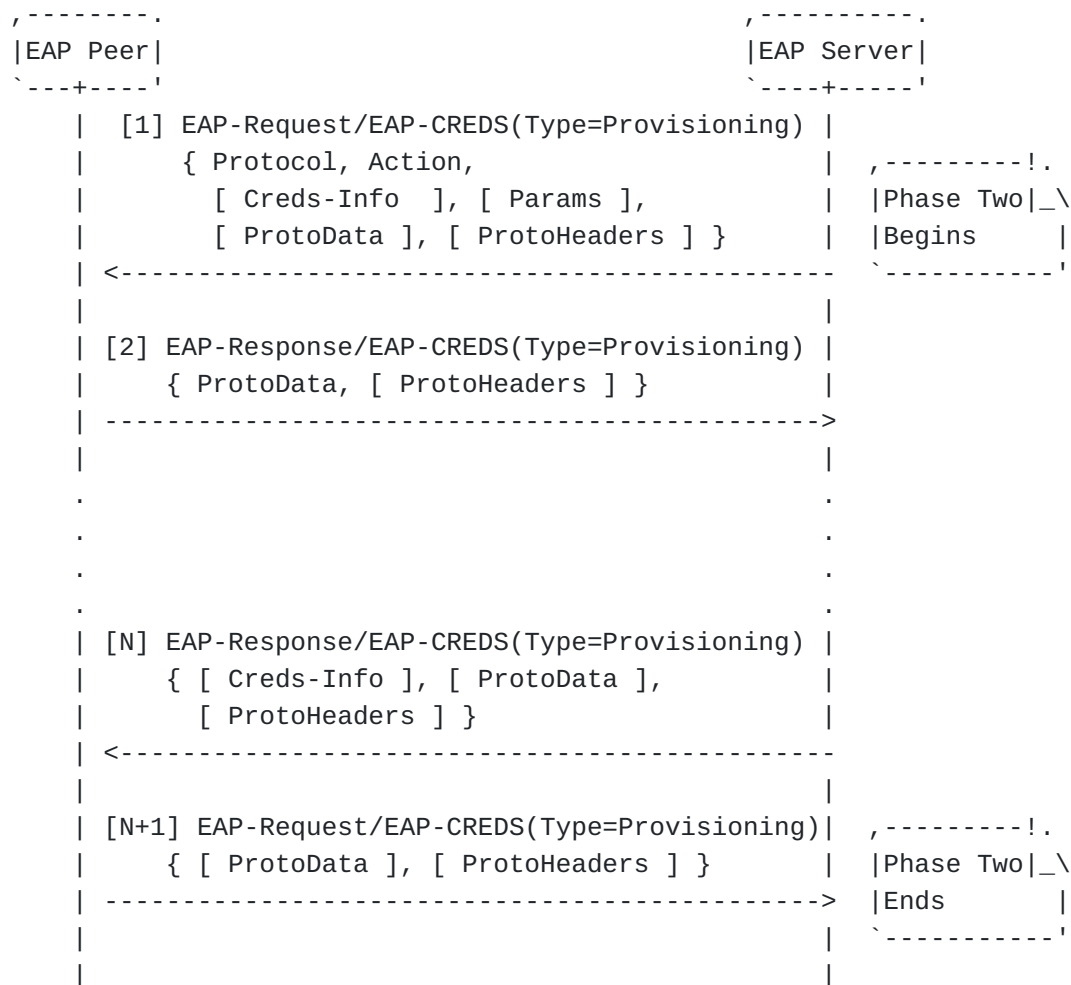 ,--------.                                      ,----------.
|EAP Peer|                                      |EAP Server|
`---+----'                                      `----+-----'
    |  [1] EAP-Request/EAP-CREDS(Type=Provisioning) |
    |      { Protocol, Action,                      |  ,---------!.
    |        [ Creds-Info  ], [ Params ],           |  |Phase Two|_\
    |        [ ProtoData ], [ ProtoHeaders ] }      |  |Begins     |
    | <----------------------------------------------  `-----------'
    |                                               |
    | [2] EAP-Response/EAP-CREDS(Type=Provisioning) |
    |     { ProtoData, [ ProtoHeaders ] }           |
    | ---------------------------------------------->
    |                                               |
    .                                               .
    .                                               .
    .                                               .
    .                                               .
    | [N] EAP-Response/EAP-CREDS(Type=Provisioning) |
    |     { [ Creds-Info ], [ ProtoData ],          |
    |       [ ProtoHeaders ] }                      |
    | <----------------------------------------------
    |                                               |
    | [N+1] EAP-Request/EAP-CREDS(Type=Provisioning)|  ,---------!.
    |     { [ ProtoData ], [ ProtoHeaders ] }       |  |Phase Two|_\
    | ---------------------------------------------->  |Ends       |
    |                                               |  `-----------'
    |                                               |